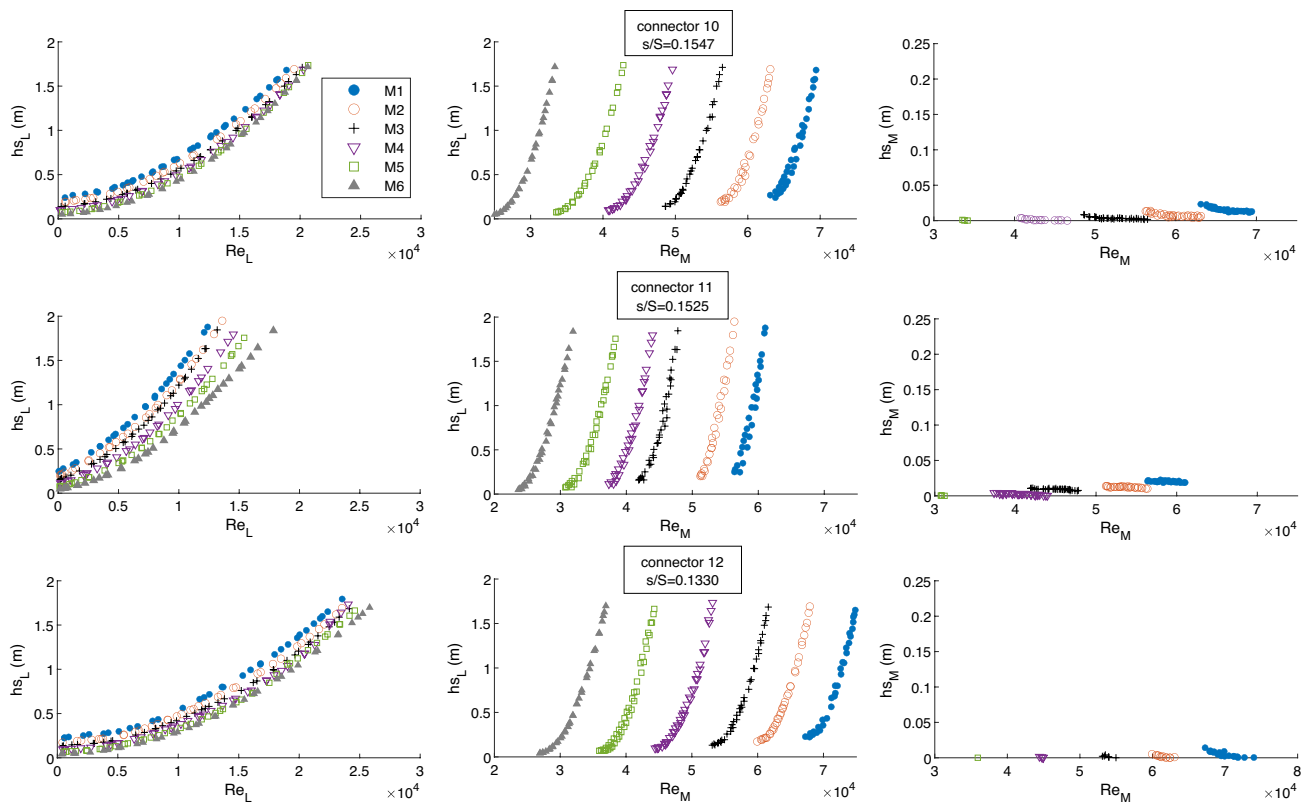 connector 10
s/S=0.1547
2
1.5
1
0.5
0
hs_L (m)
0 0.5 1 1.5 2 2.5 3
Re_L
×10^4
M1
M2
M3
M4
M5
M6
2
1.5
1
0.5
0
hs_L (m)
2 3 4 5 6 7
Re_M
×10^4
0.25
0.2
0.15
0.1
0.05
0
hs_M (m)
3 4 5 6 7
Re_M
×10^4
connector 11
s/S=0.1525
2
1.5
1
0.5
0
hs_L (m)
0 0.5 1 1.5 2 2.5 3
Re_L
×10^4
2
1.5
1
0.5
0
hs_L (m)
2 3 4 5 6 7
Re_M
×10^4
0.25
0.2
0.15
0.1
0.05
0
hs_M (m)
3 4 5 6 7
Re_M
×10^4
connector 12
s/S=0.1330
2
1.5
1
0.5
0
hs_L (m)
0 0.5 1 1.5 2 2.5 3
Re_L
×10^4
2
1.5
1
0.5
0
hs_L (m)
2 3 4 5 6 7
Re_M
×10^4
0.25
0.2
0.15
0.1
0.05
0
hs_M (m)
3 4 5 6 7 8
Re_M
×10^4